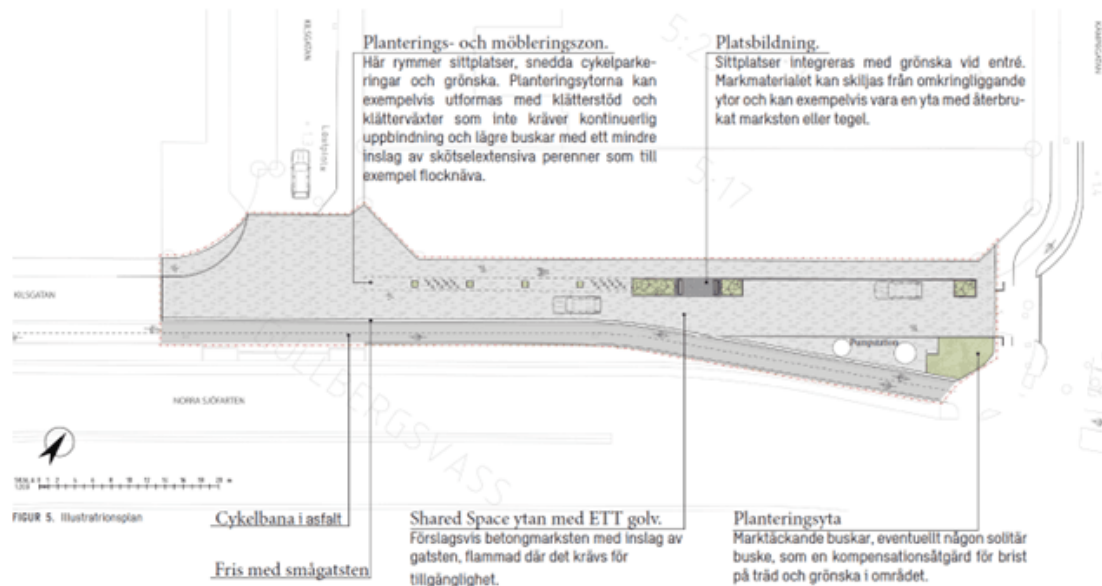 KILSGATAN
KÄMPEGATAN
Planterings- och möbleringszon.
Här rymmer sittplatser, snedda cykelparke-
ringar och grönska. Planteringsytorna kan
exempelvis utformas med klätterstöd och
klätterväxter som inte kräver kontinuerlig
uppbindning och lägre buskar med ett mindre
inslag av skötselextensiva perenner som till
exempel flocknäva.
Platsbildning.
Sittplatser integreras med grönska vid entré.
Markmaterialet kan skiljas från omkringliggande
ytor och kan exempelvis vara en yta med återbru-
kat marksten eller tegel.
5:17
KILSGATAN
Pumpstation
NORRA SJÖFARTEN
GULLBERGSVASS
FIGUR 5. Illustratrionsplan
Cykelbana i asfalt
Fris med smågatsten
Shared Space ytan med ETT golv.
Förslagsvis betongmarksten med inslag av
gatsten, flammad där det krävs för
tillgänglighet.
Planteringsyta
Marktäckande buskar, eventuellt någon solitär
buske, som en kompensationsåtgärd för brist
på träd och grönska i området.